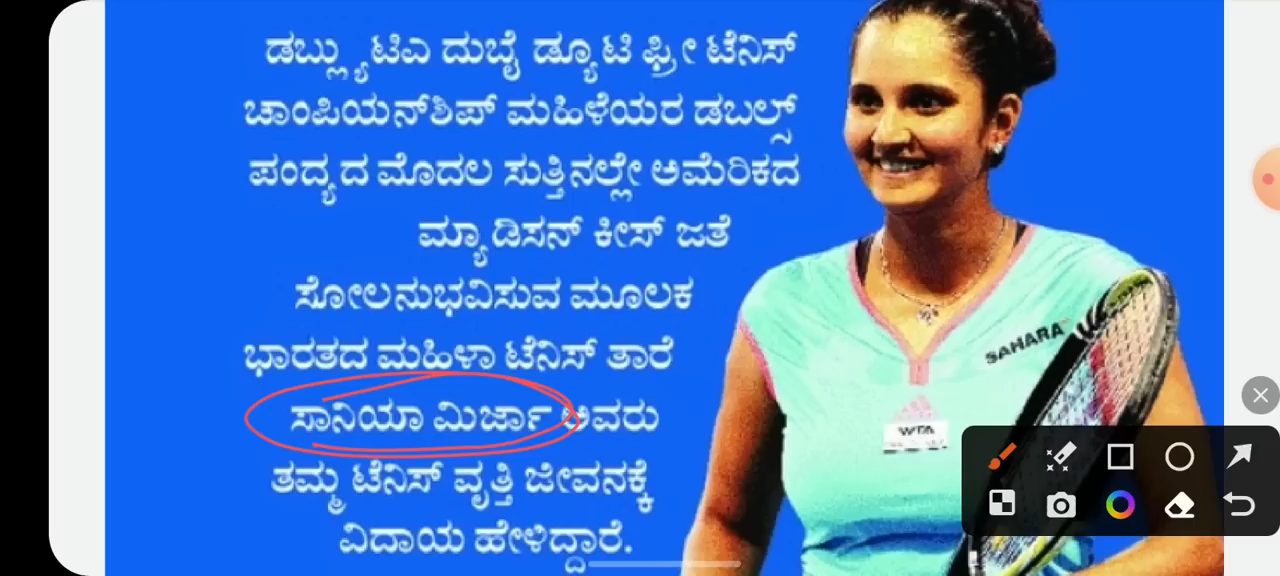 ಡಬ್ಲ್ಯುಟಿಎ ದುಬೈ ಡ್ಯೂಟಿ ಫ್ರೀ ಟೆನಿಸ್
ಚಾಂಪಿಯನ್‌ಶಿಪ್ ಮಹಿಳೆಯರ ಡಬಲ್ಸ್
ಪಂದ್ಯದ ಮೊದಲ ಸುತ್ತಿನಲ್ಲೇ ಅಮೆರಿಕದ
ಮ್ಯಾಡಿಸನ್ ಕೀಸ್ ಜತೆ
ಸೋಲನುಭವಿಸುವ ಮೂಲಕ
ಭಾರತದ ಮಹಿಳಾ ಟೆನಿಸ್ ತಾರೆ
ಸಾನಿಯಾ ಮಿರ್ಜಾ ಅವರು
ತಮ್ಮ ಟೆನಿಸ್ ವೃತ್ತಿ ಜೀವನಕ್ಕೆ
ವಿದಾಯ ಹೇಳಿದ್ದಾರೆ.
SAHARA
WTA